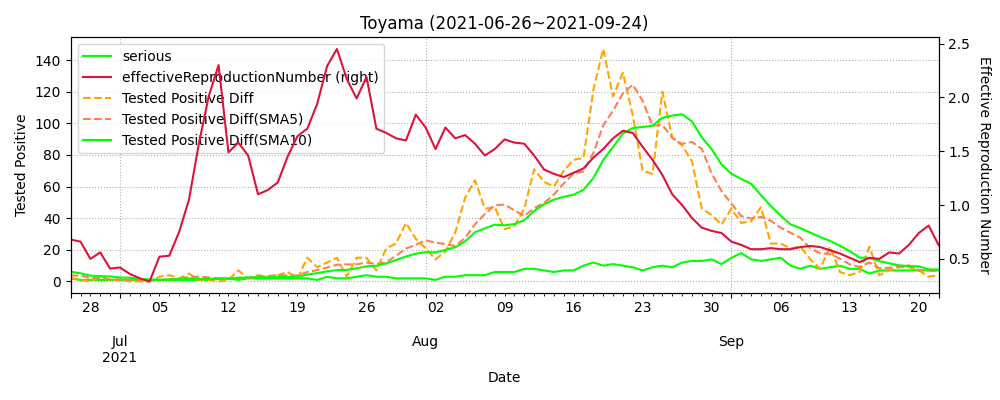 Toyama (2021-06-26~2021-09-24)
serious
effectiveReproductionNumber (right)
Tested Positive Diff
Tested Positive Diff(SMA5)
Tested Positive Diff(SMA10)
Tested Positive
140
120
100
80
60
40
20
0
2.5
2.0
1.5
1.0
0.5
Effective Reproduction Number
28 05 12 19 26 02 09 16 23 30 06 13 20
Jul Aug Sep
2021
Date